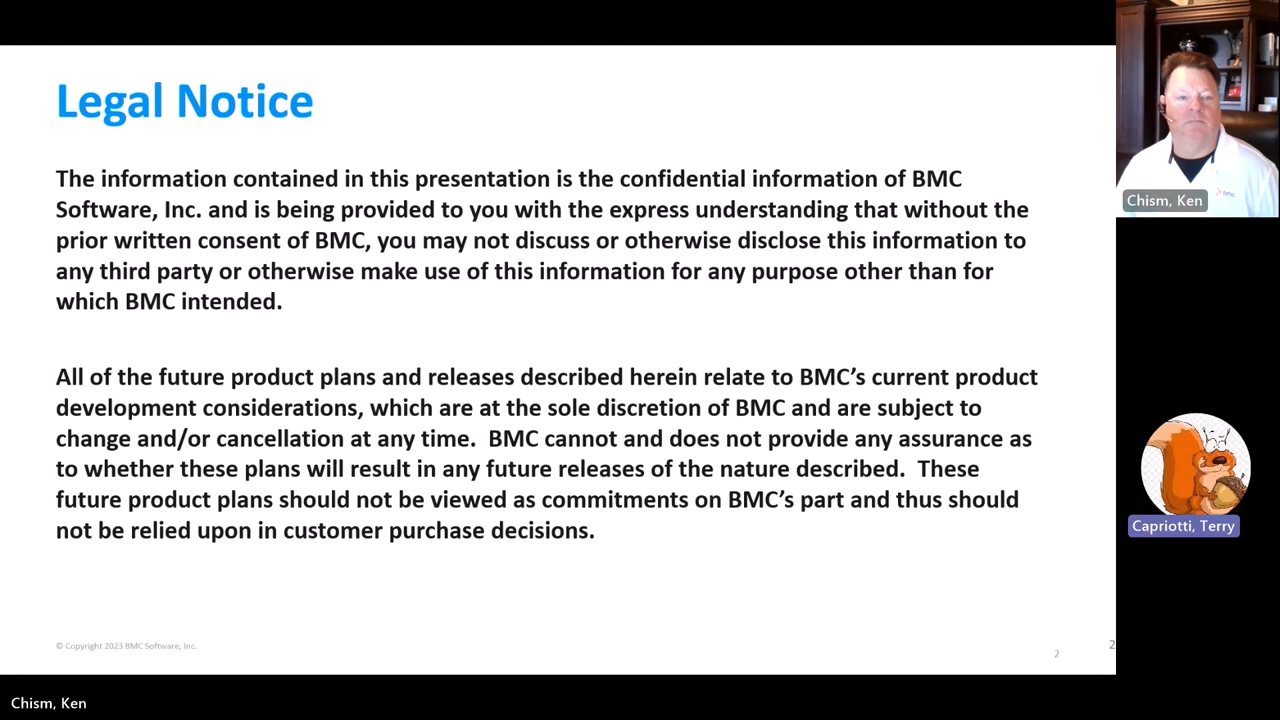 Legal Notice
The information contained in this presentation is the confidential information of BMC
Software, Inc. and is being provided to you with the express understanding that without the
prior written consent of BMC, you may not discuss or otherwise disclose this information to
any third party or otherwise make use of this information for any purpose other than for
which BMC intended.
All of the future product plans and releases described herein relate to BMC’s current product
development considerations, which are at the sole discretion of BMC and are subject to
change and/or cancellation at any time.  BMC cannot and does not provide any assurance as
to whether these plans will result in any future releases of the nature described.  These
future product plans should not be viewed as commitments on BMC’s part and thus should
not be relied upon in customer purchase decisions.
© Copyright 2023 BMC Software, Inc.
2
2
Chism, Ken
bmc
Capriotti, Terry
Chism, Ken